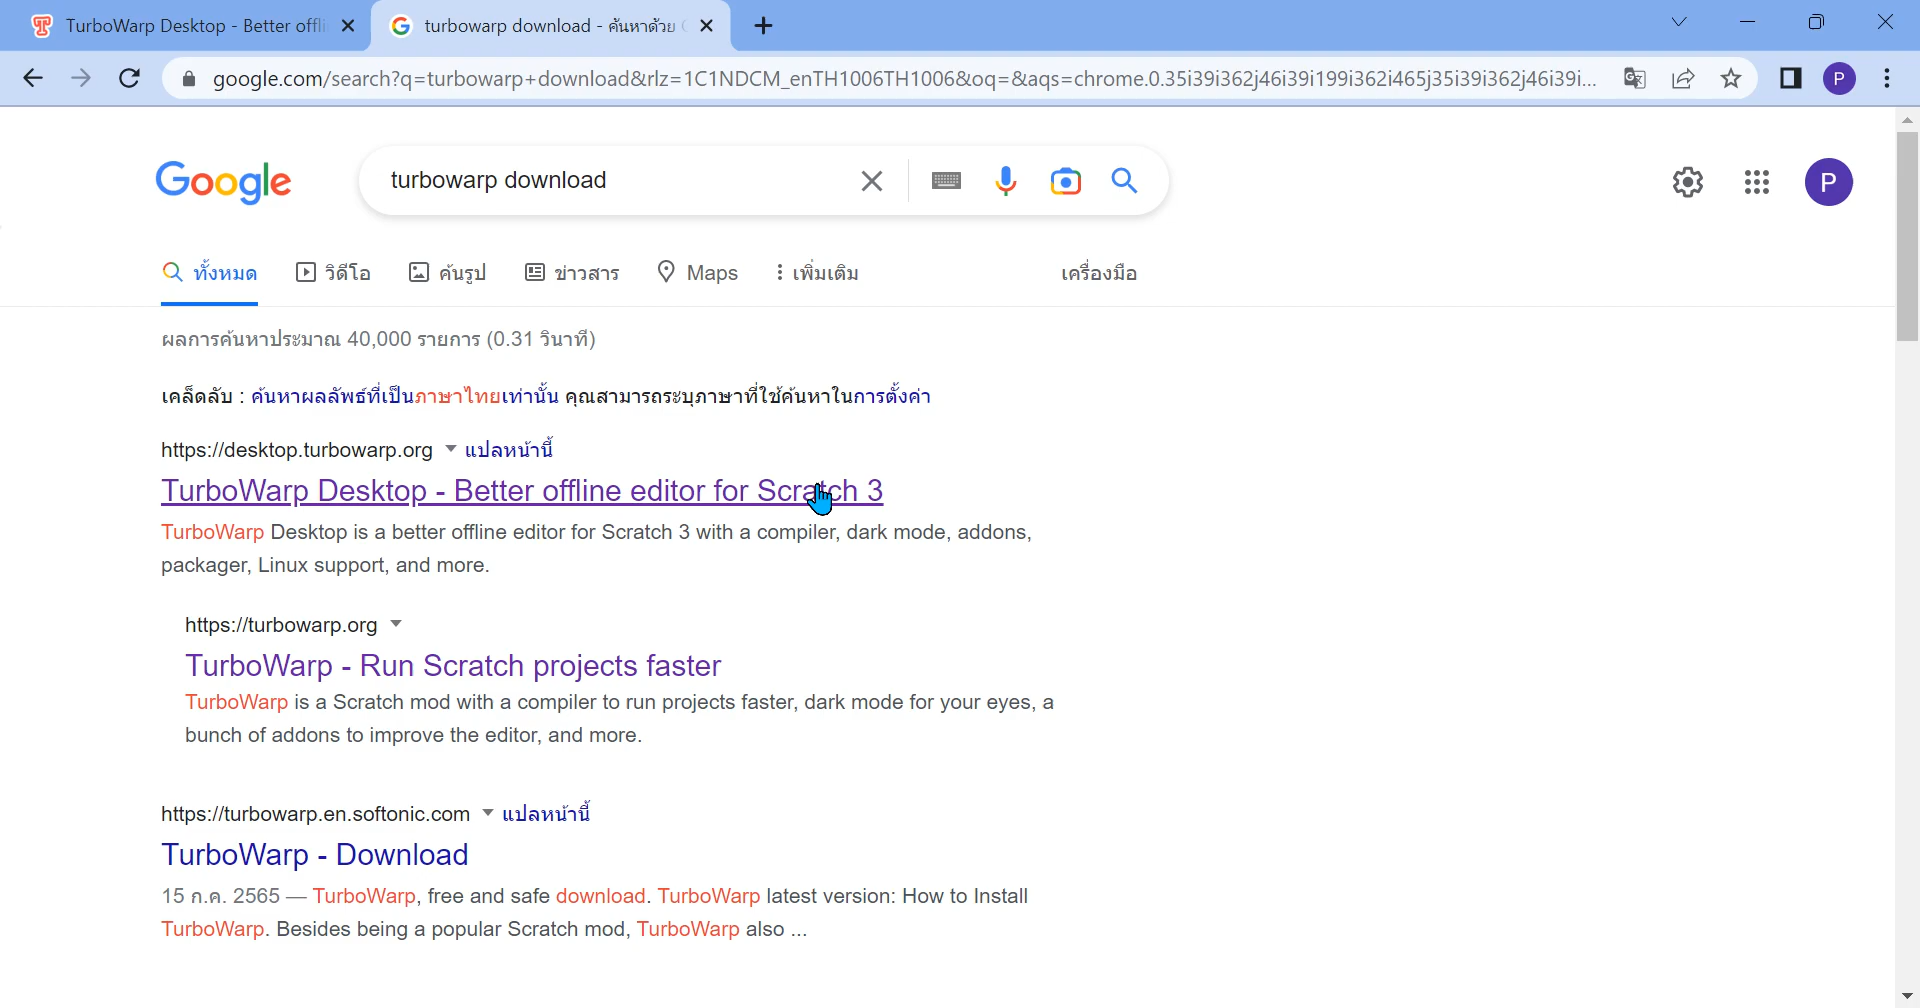 TurboWarp Desktop - Better offli
turbowarp download - ค้นหาด้วย
google.com/search?q=turbowarp+download&rlz=1C1NDCM_enTH1006TH1006&oq=&aqs=chrome.0.35i39i362j46i39i199i362i465j35i39i362j46i39i...
P
Google
turbowarp download
P
ทั้งหมด วิดีโอ ค้นรูป ข่าวสาร Maps เพิ่มเติม เครื่องมือ
ผลการค้นหาประมาณ 40,000 รายการ (0.31 วินาที)
เคล็ดลับ : ค้นหาผลลัพธ์ที่เป็นภาษาไทยเท่านั้น คุณสามารถระบุภาษาที่ใช้ค้นหาในการตั้งค่า
https://desktop.turbowarp.org แปลหน้านี้
TurboWarp Desktop - Better offline editor for Scratch 3
TurboWarp Desktop is a better offline editor for Scratch 3 with a compiler, dark mode, addons,
packager, Linux support, and more.
https://turbowarp.org
TurboWarp - Run Scratch projects faster
TurboWarp is a Scratch mod with a compiler to run projects faster, dark mode for your eyes, a
bunch of addons to improve the editor, and more.
https://turbowarp.en.softonic.com แปลหน้านี้
TurboWarp - Download
15 ก.ค. 2565 — TurboWarp, free and safe download. TurboWarp latest version: How to Install
TurboWarp. Besides being a popular Scratch mod, TurboWarp also ...